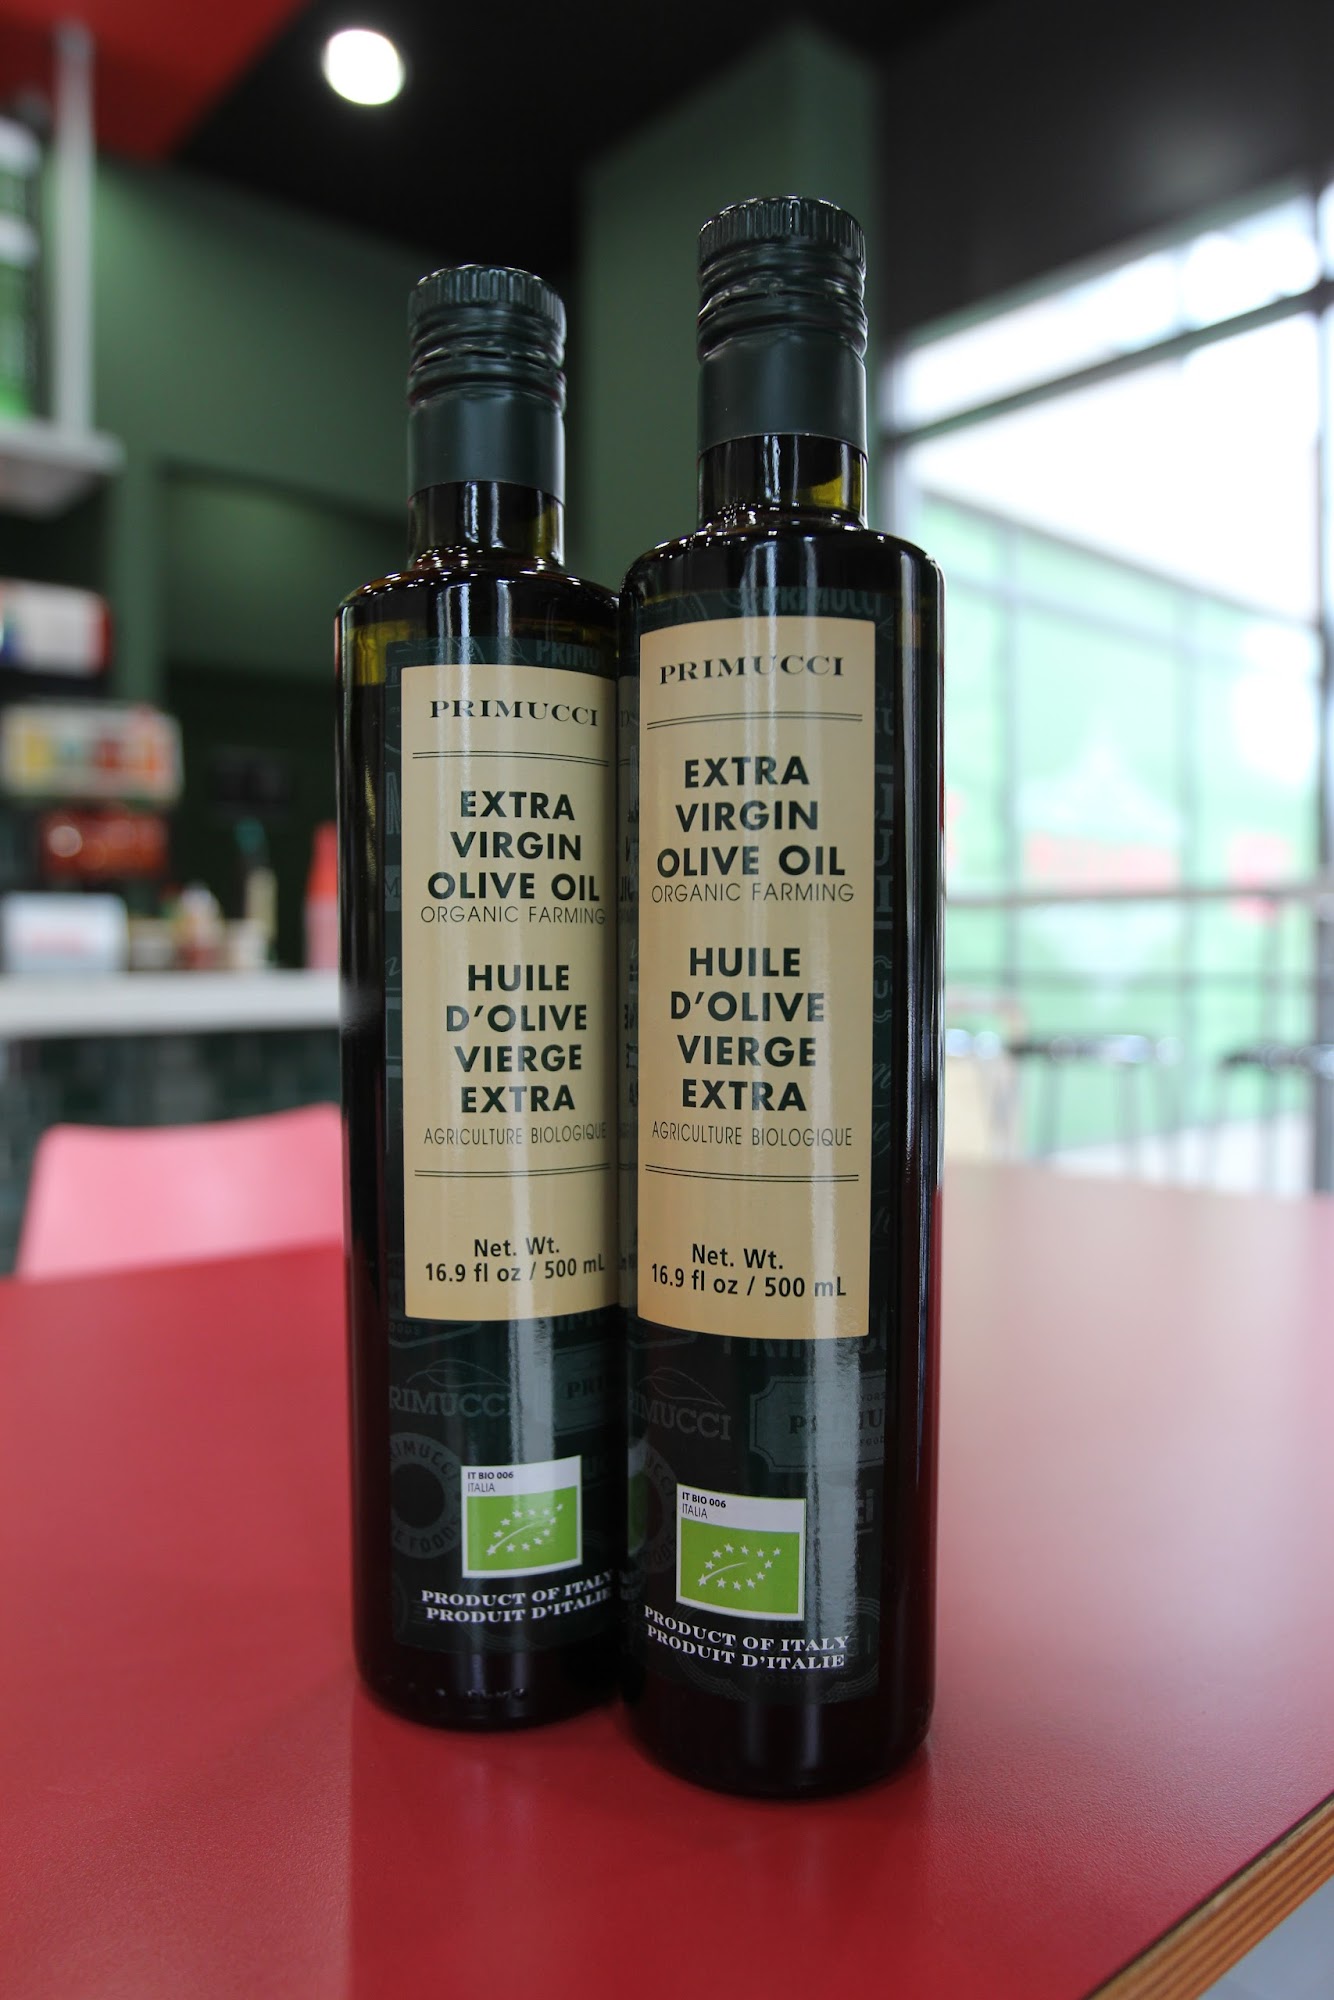 PRIMUCCI
EXTRA
VIRGIN
OLIVE OIL
ORGANIC FARMING
HUILE
D'OLIVE
VIERGE
EXTRA
AGRICULTURE BIOLOGIQUE
Net. Wt.
16.9 fl oz / 500 mL
PRIMUCCI
IT BIO 006
ITALIA
PRODUCT OF ITALY
PRODUIT D'ITALIE
PRIMUCCI
PRIMUCCI
EXTRA
VIRGIN
OLIVE OIL
ORGANIC FARMING
HUILE
D'OLIVE
VIERGE
EXTRA
AGRICULTURE BIOLOGIQUE
Net. Wt.
16.9 fl oz / 500 mL
IT BIO 006
ITALIA
PRODUCT OF ITALY
PRODUIT D'ITALIE